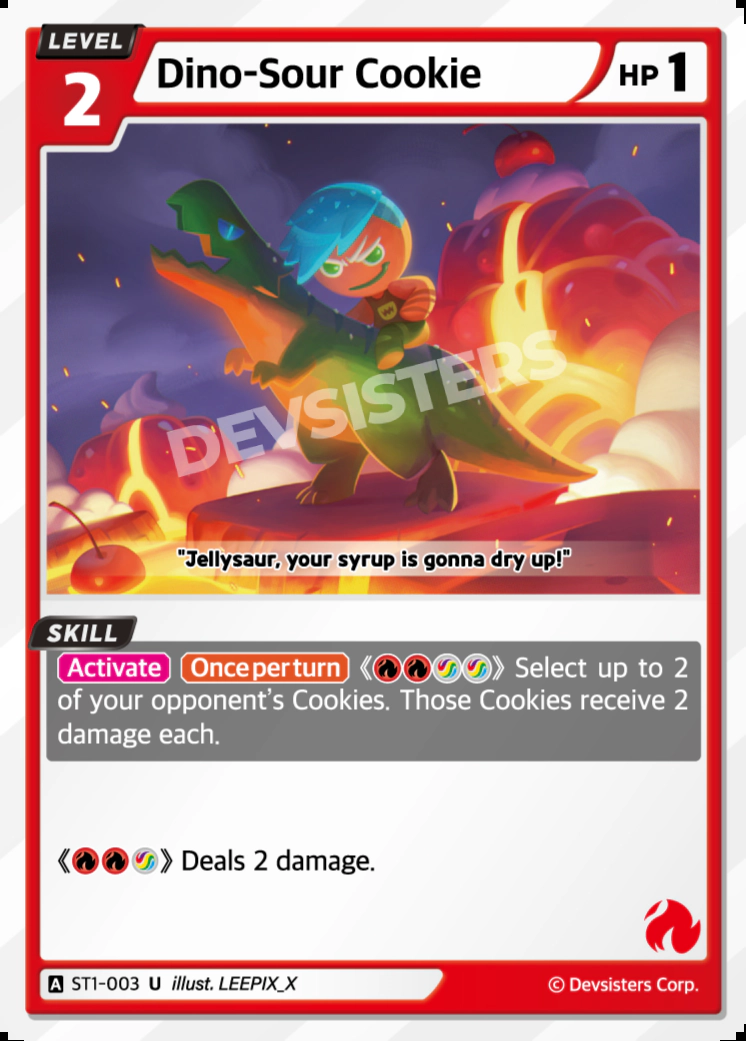 LEVEL
2
Dino-Sour Cookie
HP 1
DEVSISTERS
"Jellysaur, your syrup is gonna dry up!"
SKILL
Activate Once per turn 《》 Select up to 2
of your opponent's Cookies. Those Cookies receive 2
damage each.
《》 Deals 2 damage.
A ST1-003 U illust. LEEPIX_X
© Devsisters Corp.